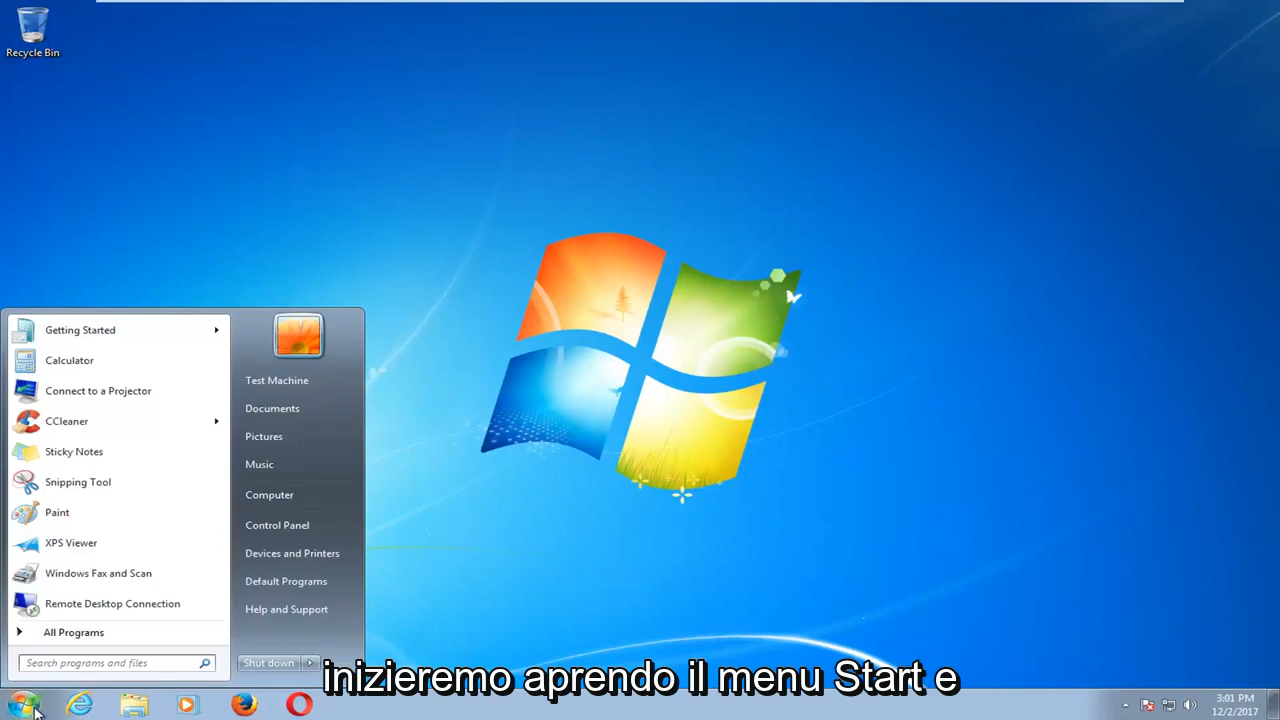 Recycle Bin
Getting Started
Calculator
Connect to a Projector
CCleaner
Sticky Notes
Snipping Tool
Paint
XPS Viewer
Windows Fax and Scan
Remote Desktop Connection
All Programs
Search programs and files
Test Machine
Documents
Pictures
Music
Computer
Control Panel
Devices and Printers
Default Programs
Help and Support
Shut down
inizieremo aprendo il menu Start e
3:01 PM
12/2/2017